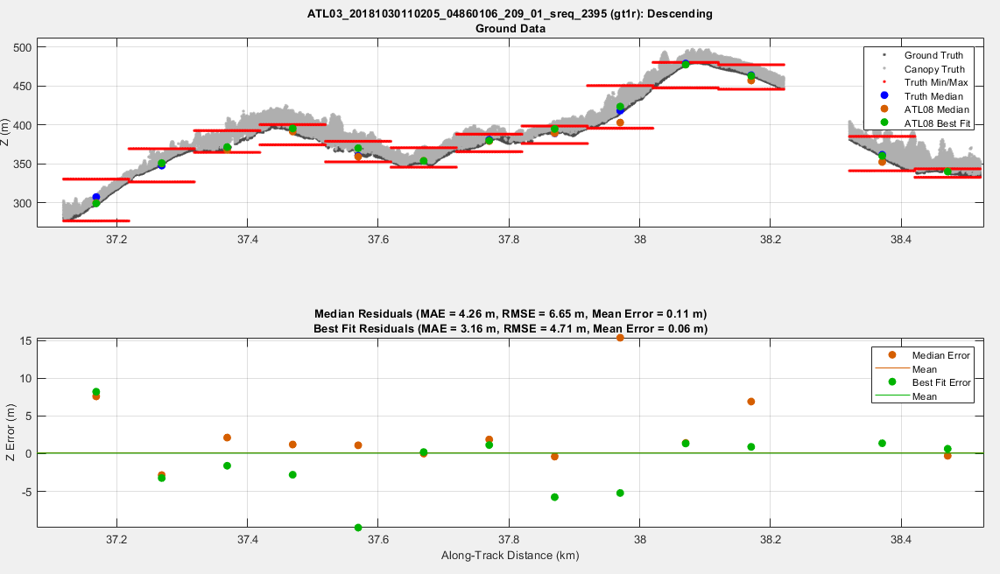 ATL03_20181030110205_04860106_209_01_sreq_2395 (gt1r): Descending
Ground Data
Z (m)
500
450
400
350
300
37.2
37.4
37.6
37.8
38
38.2
38.4
Ground Truth
Canopy Truth
Truth Min/Max
Truth Median
ATL08 Median
ATL08 Best Fit
Median Residuals (MAE = 4.26 m, RMSE = 6.65 m, Mean Error = 0.11 m)
Best Fit Residuals (MAE = 3.16 m, RMSE = 4.71 m, Mean Error = 0.06 m)
Z Error (m)
15
10
5
0
-5
37.2
37.4
37.6
37.8
38
38.2
38.4
Along-Track Distance (km)
Median Error
Mean
Best Fit Error
Mean